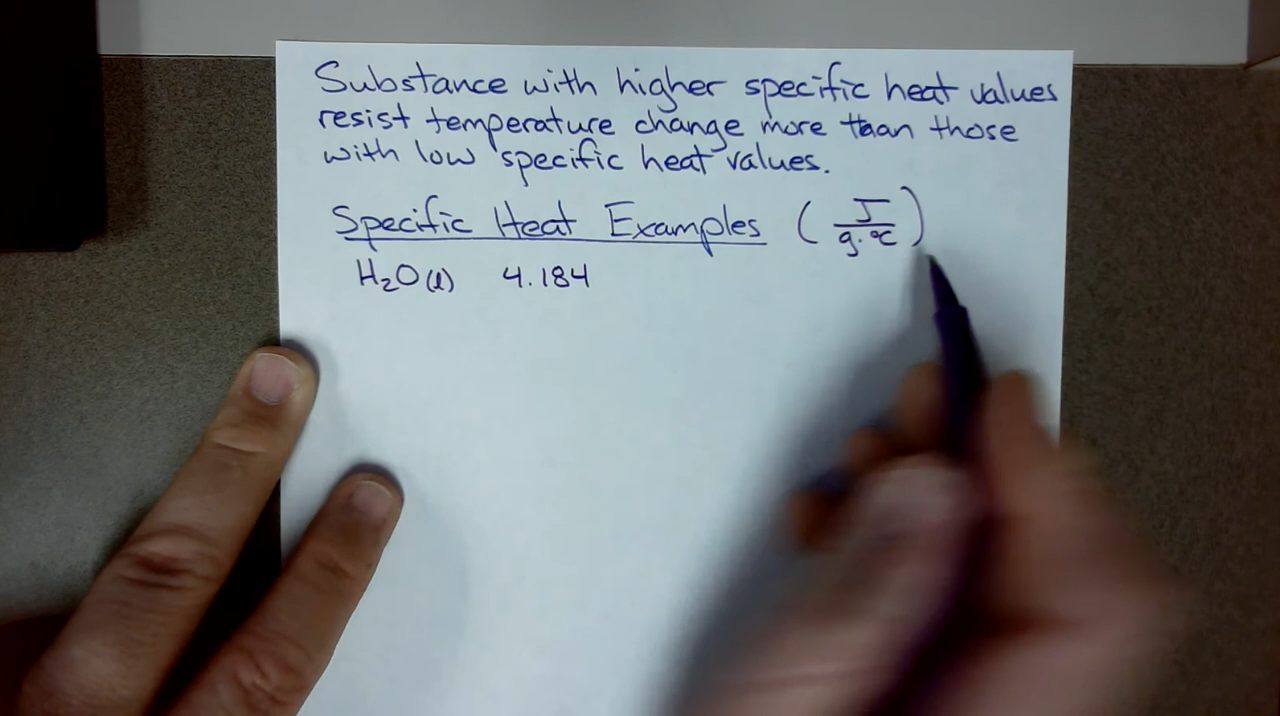 Substance with higher specific heat values
resist temperature change more than those
with low specific heat values.
Specific Heat Examples (J/g·°C)
H₂O(l) 4.184